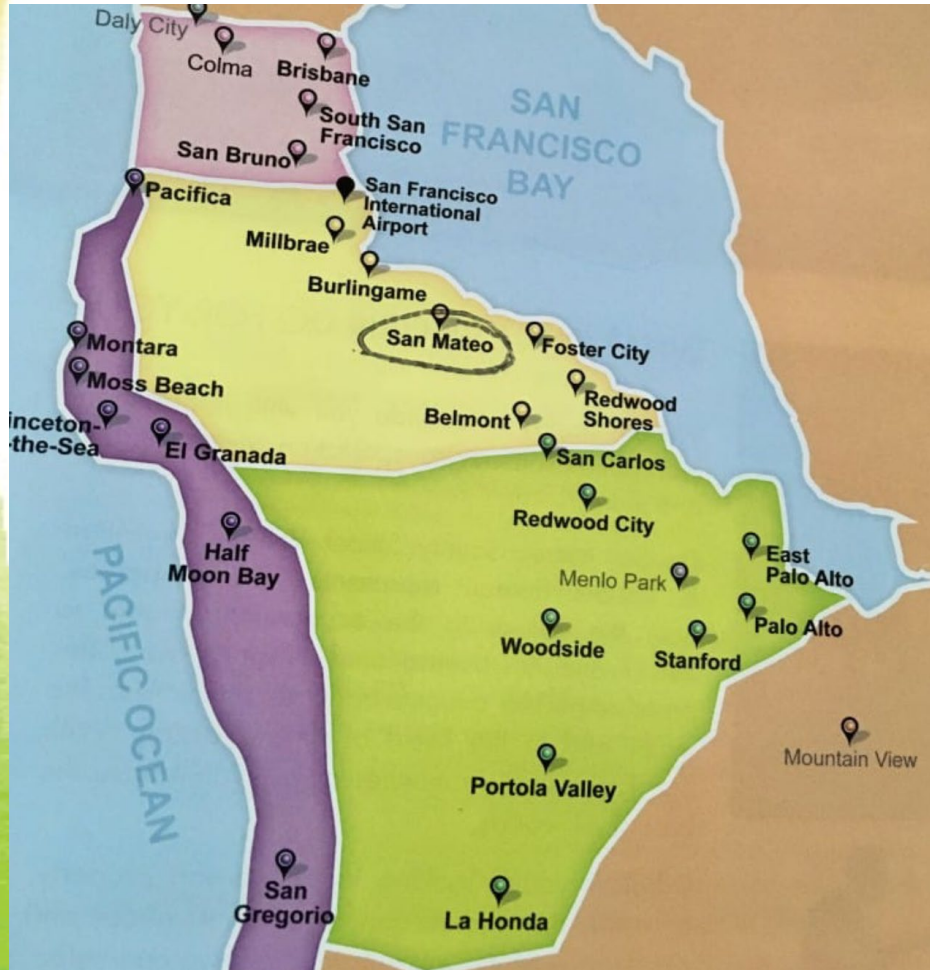 Daly City
Colma
Brisbane
SAN
FRANCISCO
BAY
South San
Francisco
San Bruno
Pacifica
San Francisco
International
Airport
Millbrae
Burlingame
San Mateo
Foster City
Montara
Moss Beach
Redwood
Shores
Belmont
inceton-
-the-Sea
El Granada
San Carlos
Redwood City
Half
Moon Bay
East
Palo Alto
Menlo Park
PACIFIC OCEAN
Palo Alto
Woodside
Stanford
Mountain View
Portola Valley
San
Gregorio
La Honda